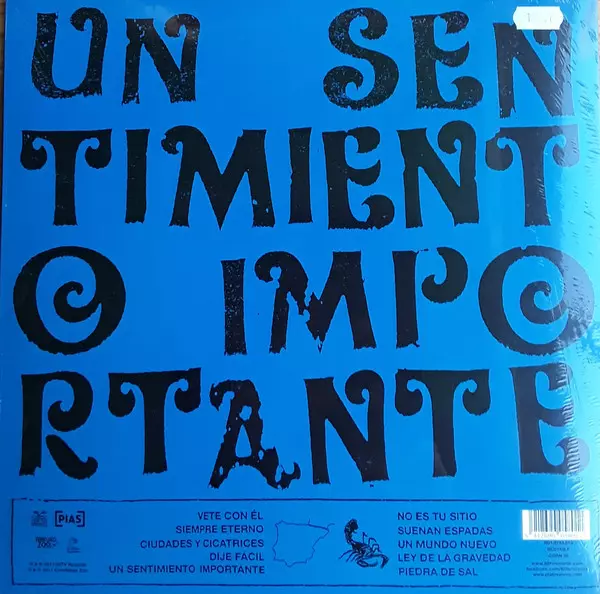 UN SEN
TIMIENT
O IMPO
RTANTE
[PIAS]
VETE CON ÉL
SIEMPRE ETERNO
CIUDADES Y CICATRICES
DIJE FÁCIL
UN SENTIMIENTO IMPORTANTE
NO ES TU SITIO
SUENAN ESPADAS
UN MUNDO NUEVO
LEY DE LA GRAVEDAD
PIEDRA DE SAL